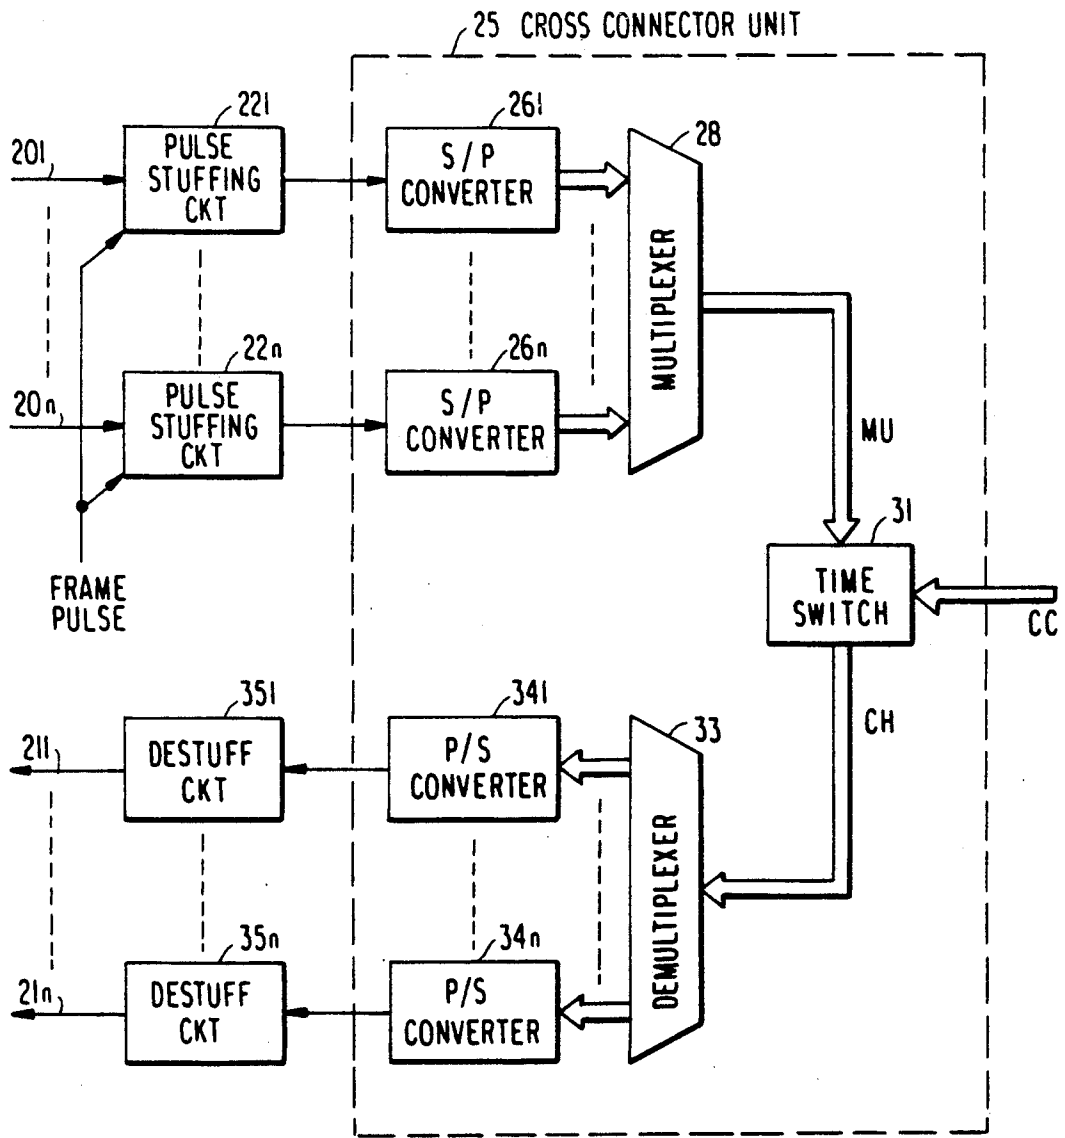 25 CROSS CONNECTOR UNIT
221
261
28
201
PULSE
STUFFING
CKT
S/P
CONVERTER
MULTIPLEXER
22n
26n
20n
PULSE
STUFFING
CKT
S/P
CONVERTER
MU
31
FRAME
PULSE
TIME
SWITCH
CC
351
341
33
CH
211
DESTUFF
CKT
P/S
CONVERTER
DEMULTIPLEXER
35n
34n
21n
DESTUFF
CKT
P/S
CONVERTER